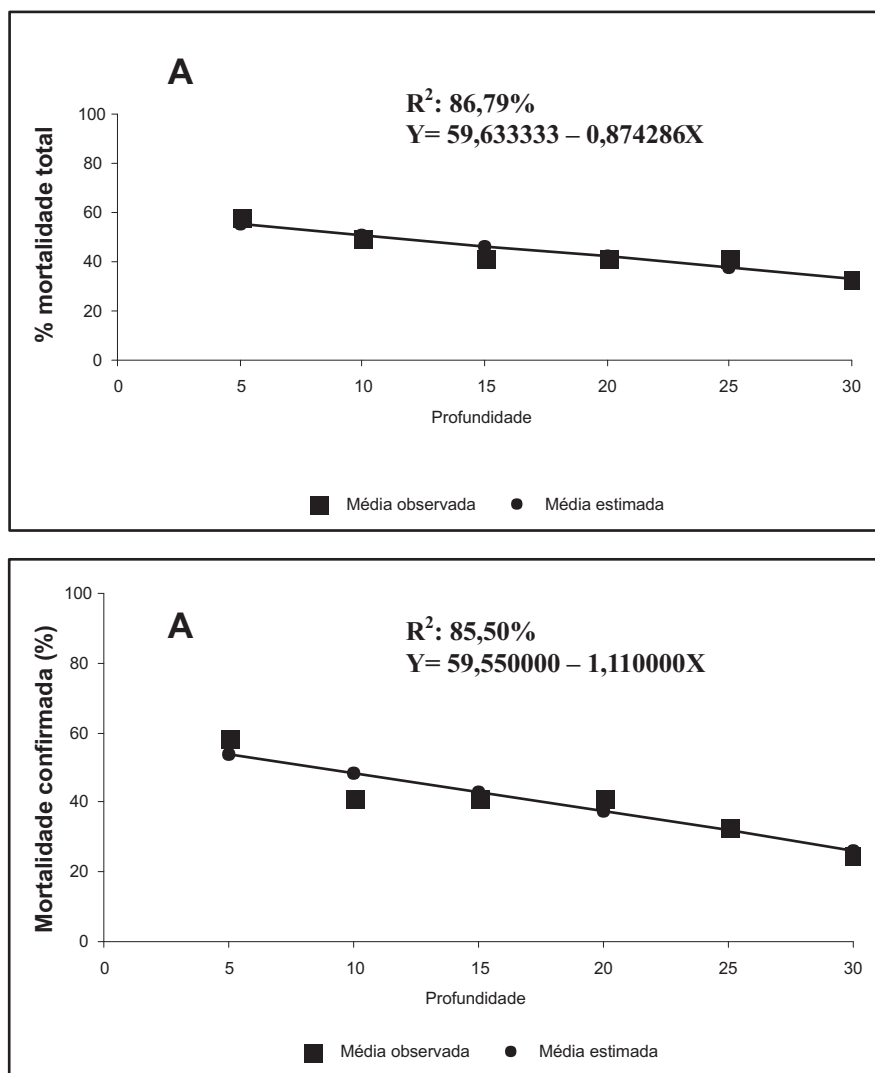 A
R²: 86,79%
Y= 59,633333 – 0,874286X
% mortalidade total
100
80
60
40
20
0
0 5 10 15 20 25 30
Profundidade
Média observada Média estimada
A
R²: 85,50%
Y= 59,550000 – 1,110000X
Mortalidade confirmada (%)
100
80
60
40
20
0
0 5 10 15 20 25 30
Profundidade
Média observada Média estimada